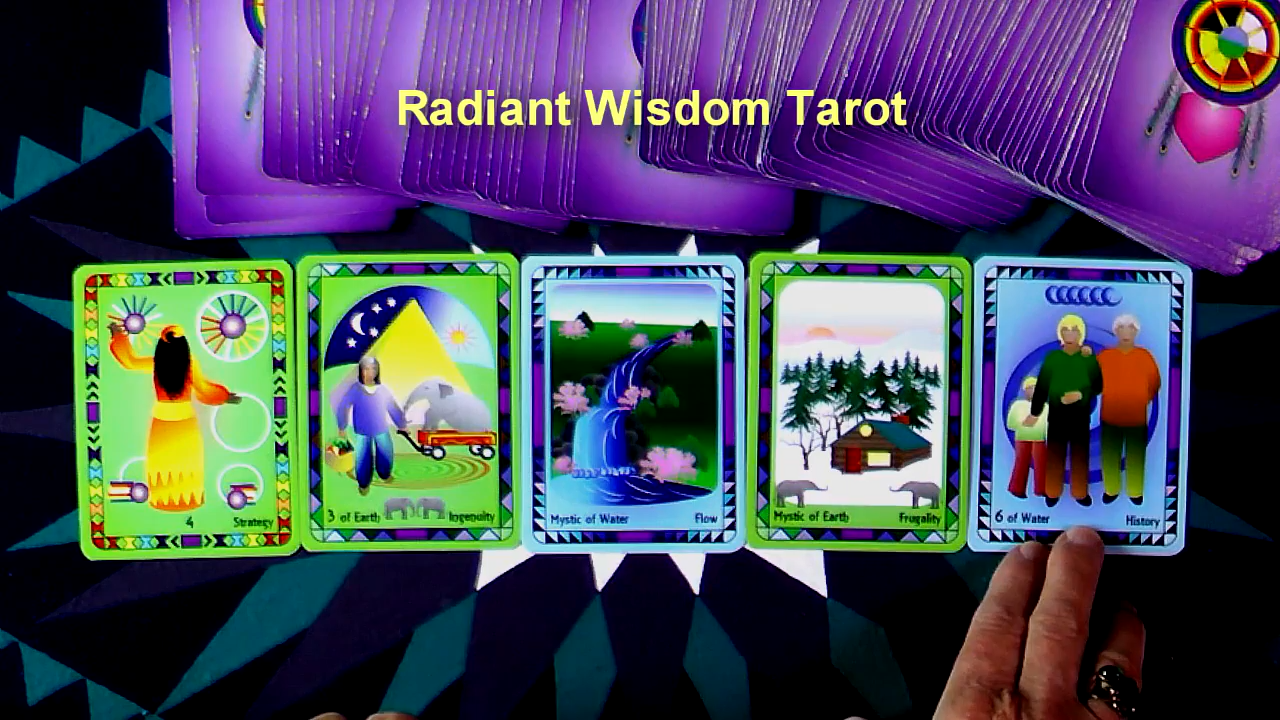 Radiant Wisdom Tarot
4 Strategy
3 of Earth Ingenuity
Mystic of Water Flow
Mystic of Earth Frugality
6 of Water History